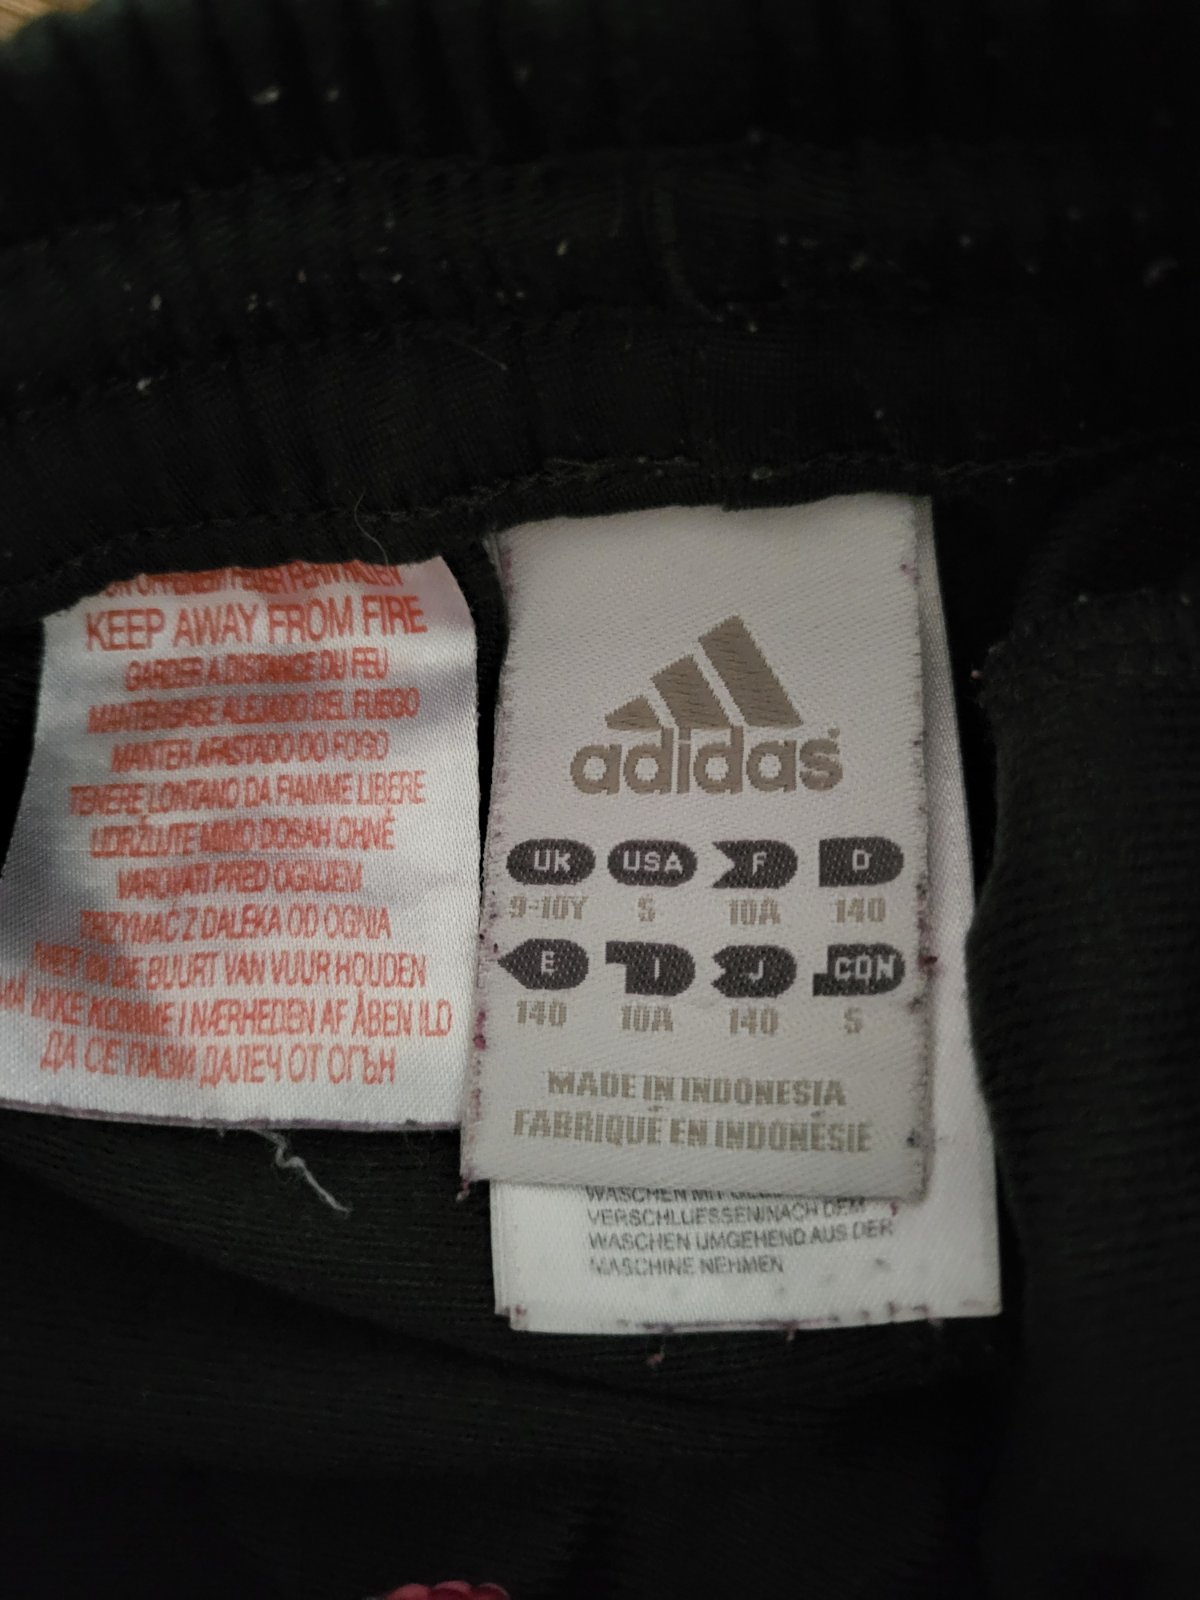 KEEP AWAY FROM FIRE
GARDER A DISTANCE DU FEU
MANTENGASE ALEJADO DEL FUEGO
MANTER AFASTADO DO FOGO
TENERE LONTANO DA FIAMME LIBERE
UDRŽUJTE MIMO DOSAH OHNĚ
VAROVATI PRED OGNJEM
TRZYMAĆ Z DALEKA OD OGNIA
NIET IN DE BUURT VAN VUUR HOUDEN
IKKE KOMME I NÆRHEDEN AF ÅBEN ILD
ДА СЕ ПАЗИ ДАЛЕЧ ОТ ОГЪН
adidas
UK USA F D
9-10Y S 10A 140
E I J CDN
140 10A 140 S
MADE IN INDONESIA
FABRIQUÉ EN INDONÉSIE
WASCHEN MIT
VERSCHLUESSEN/NACH DEM
WASCHEN UMGEHEND AUS DER
MASCHINE NEHMEN